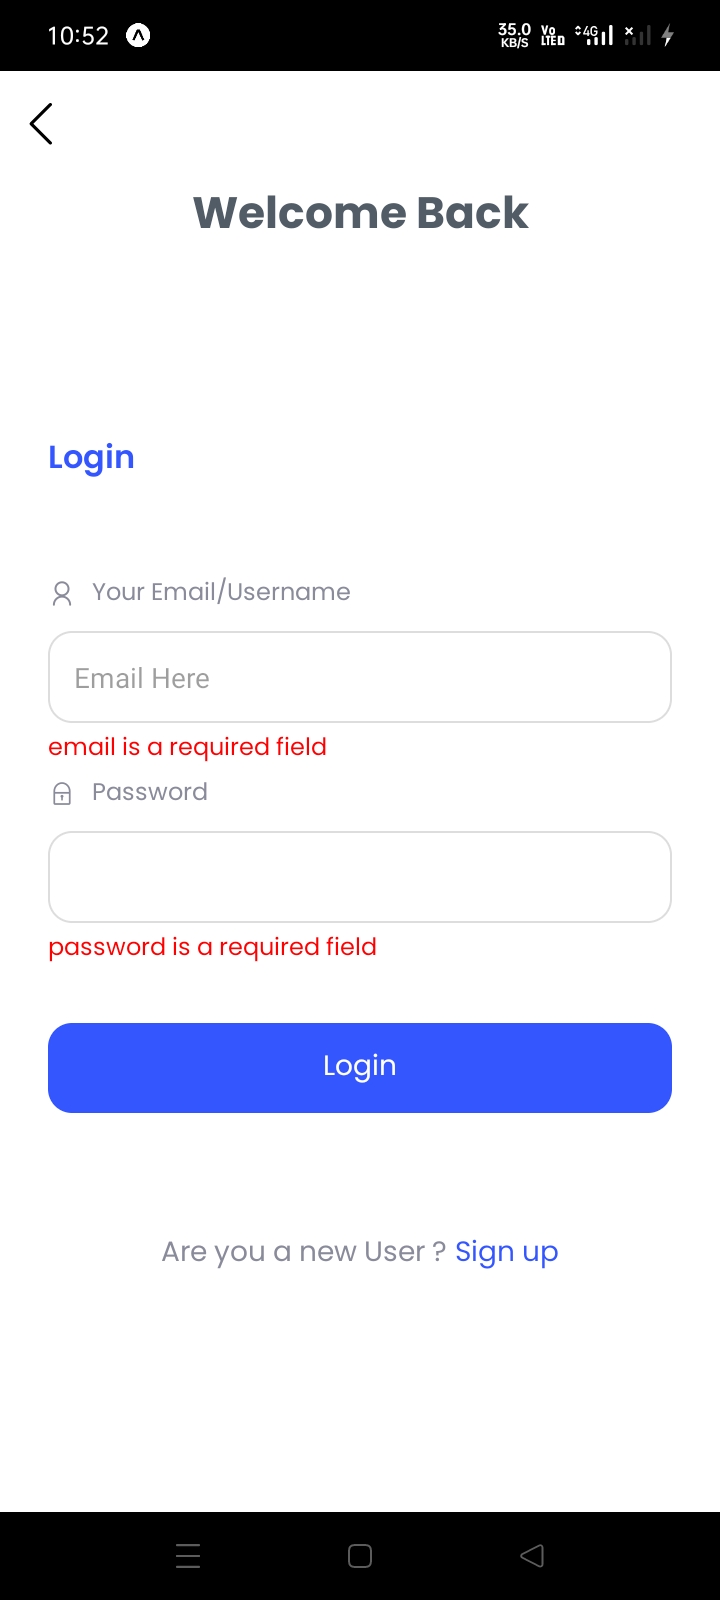 10:52
35.0 KB/S Vo LTED 4G
Welcome Back
Login
Your Email/Username
Email Here
email is a required field
Password
password is a required field
Login
Are you a new User ? Sign up